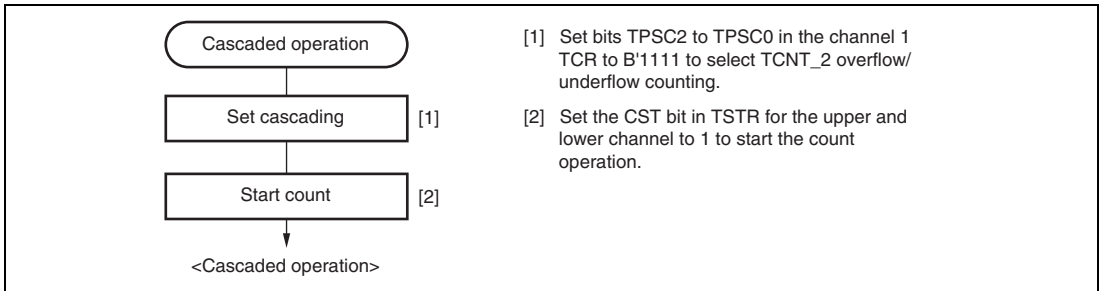 Cascaded operation
Set cascading [1]
Start count [2]
<Cascaded operation>
[1] Set bits TPSC2 to TPSC0 in the channel 1
TCR to B'1111 to select TCNT_2 overflow/
underflow counting.
[2] Set the CST bit in TSTR for the upper and
lower channel to 1 to start the count
operation.